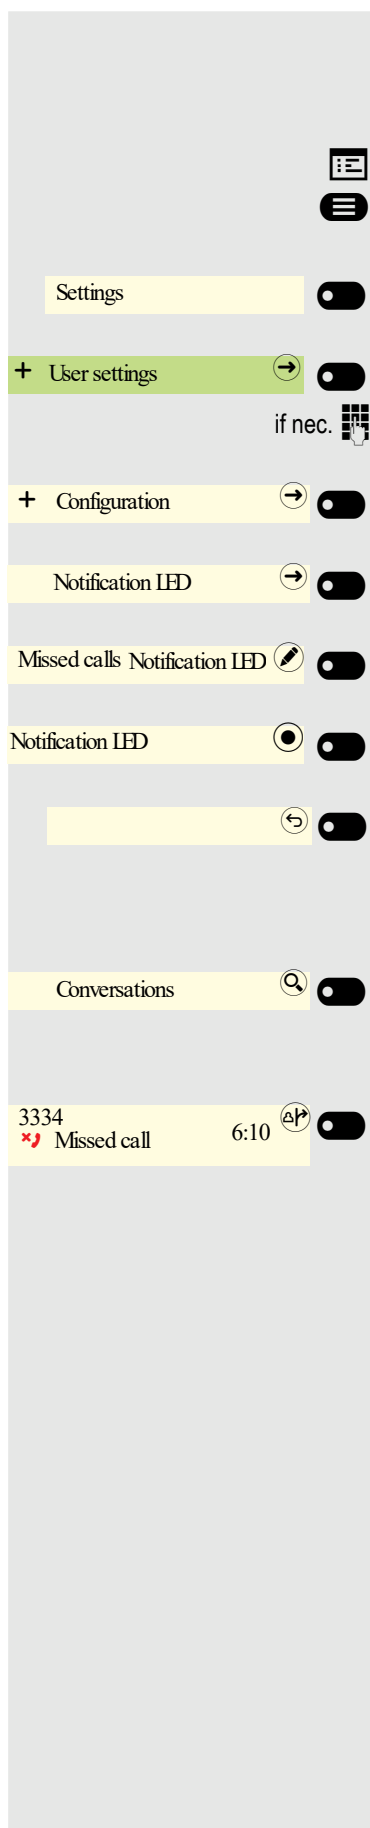 Settings
+ User settings
if nec.
+ Configuration
Notification LED
Missed calls Notification LED
Notification LED
Conversations
3334
Missed call 6:10